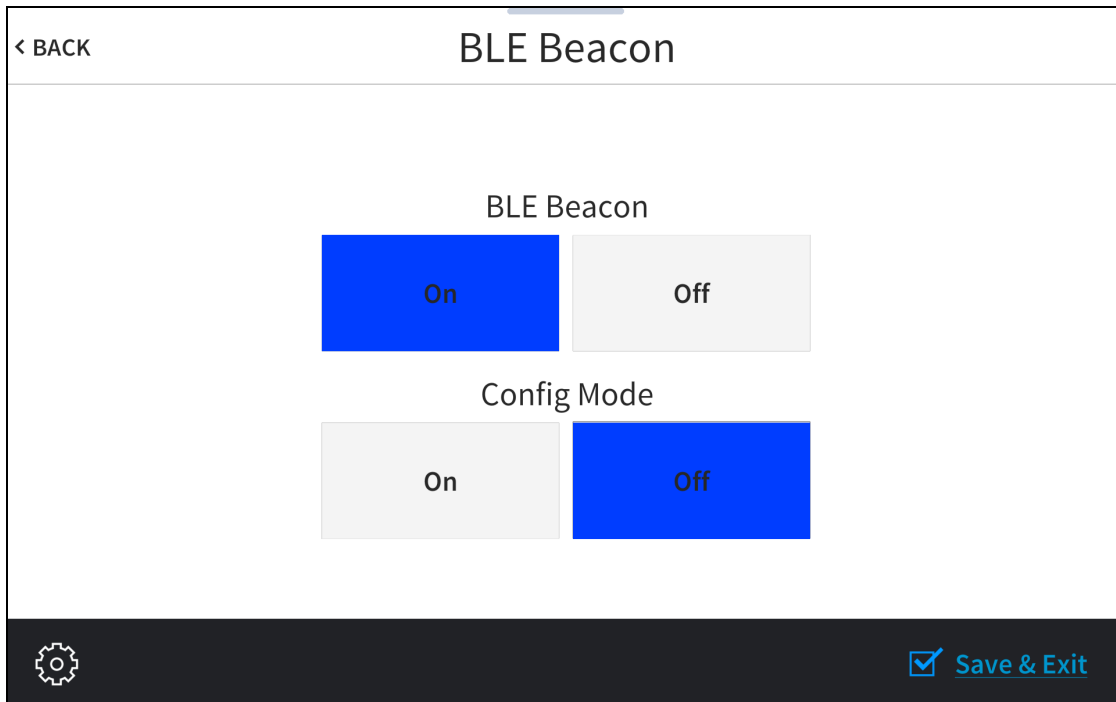 < BACK
BLE Beacon
BLE Beacon
On Off
Config Mode
On Off
Save & Exit